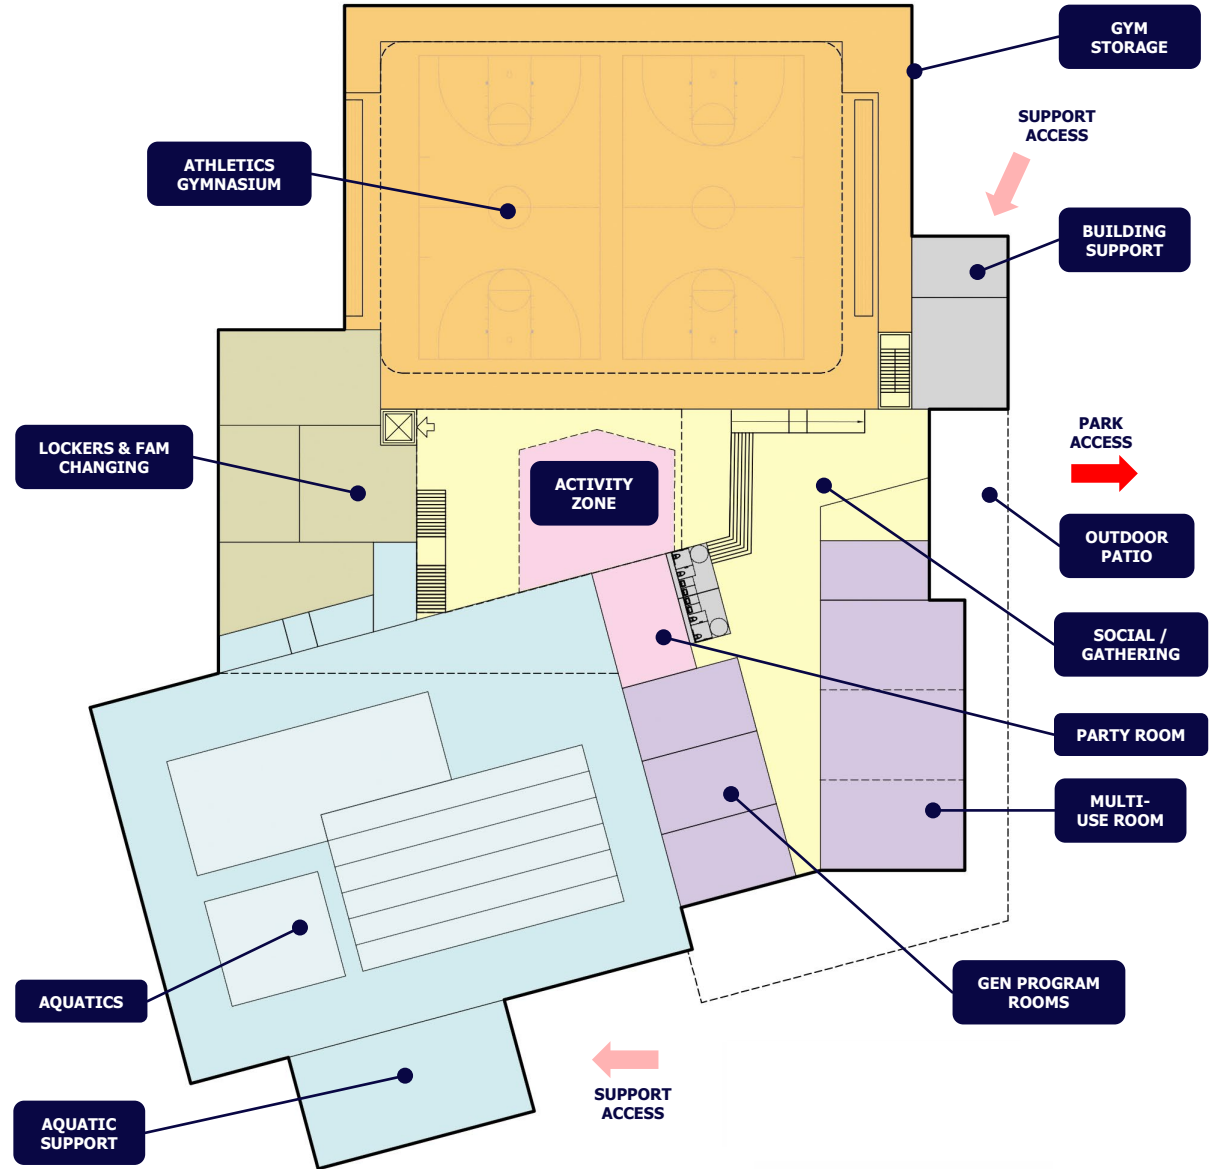 GYM
STORAGE
SUPPORT
ACCESS
ATHLETICS
GYMNASIUM
BUILDING
SUPPORT
LOCKERS & FAM
CHANGING
PARK
ACCESS
ACTIVITY
ZONE
OUTDOOR
PATIO
SOCIAL /
GATHERING
PARTY ROOM
MULTI-
USE ROOM
AQUATICS
GEN PROGRAM
ROOMS
SUPPORT
ACCESS
AQUATIC
SUPPORT